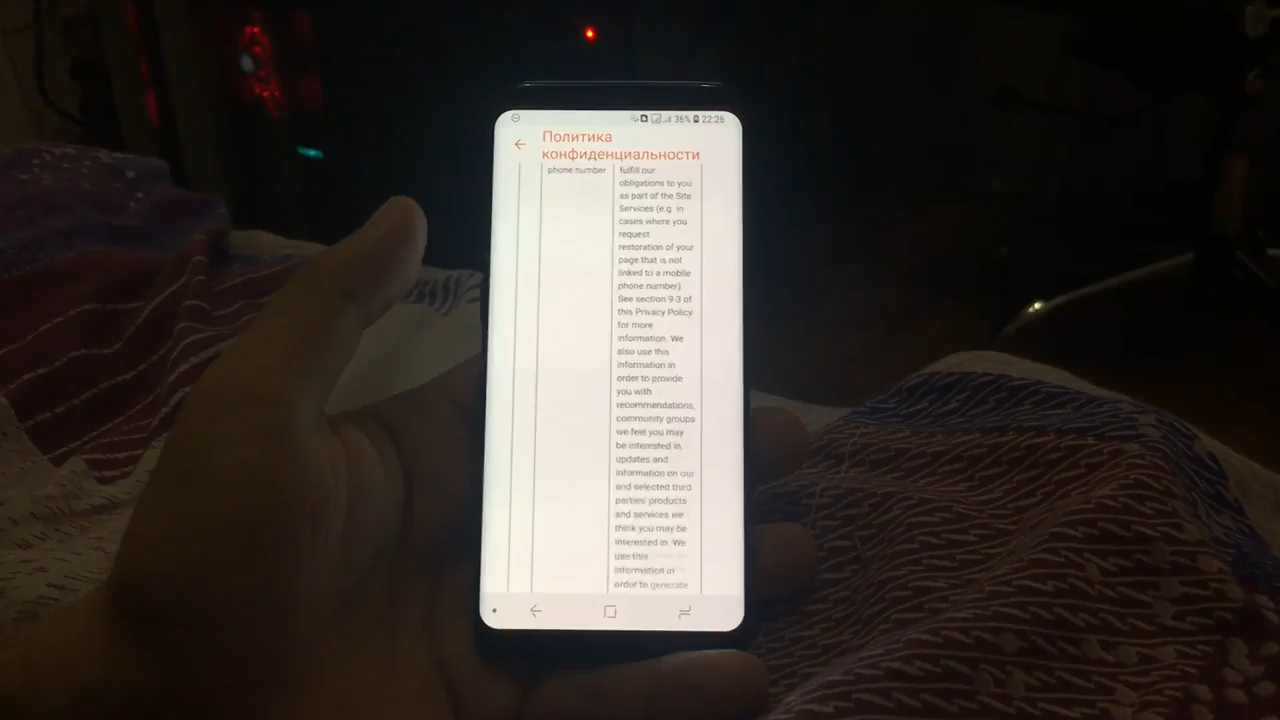 36% 22:26
Политика
конфиденциальности
phone number
fulfill our
obligations to you
as part of the Site
Services (e.g. in
cases where you
request
restoration of your
page that is not
linked to a mobile
phone number).
See section 9.3 of
this Privacy Policy
for more
information. We
also use this
information in
order to provide
you with
recommendations,
community groups
we feel you may
be interested in,
updates and
information on our
and selected third
parties' products
and services we
think you may be
interested in. We
use this
information in
order to generate